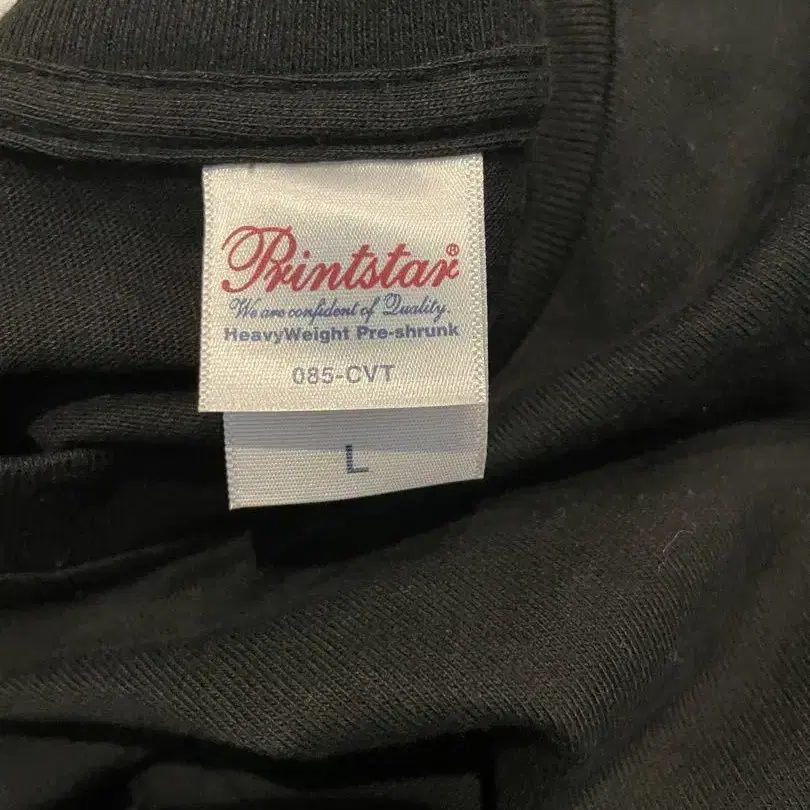 Printstar®
We are confident of Quality.
HeavyWeight Pre-shrunk
085-CVT
L